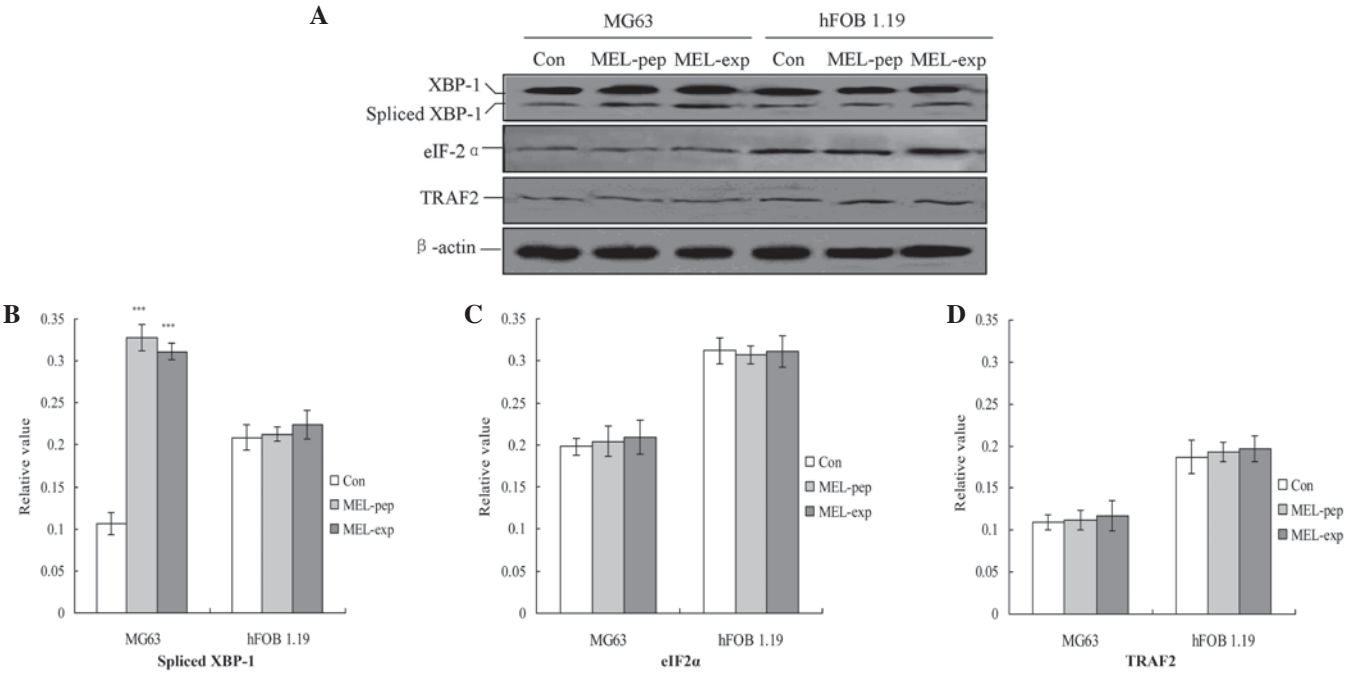 A
MG63 hFOB 1.19
Con MEL-pep MEL-exp Con MEL-pep MEL-exp
XBP-1
Spliced XBP-1
eIF-2 α
TRAF2
β -actin
B
0.35
0.3
0.25
0.2
0.15
0.1
0.05
0
Relative value
***
***
Con
MEL-pep
MEL-exp
MG63 hFOB 1.19
Spliced XBP-1
C
0.35
0.3
0.25
0.2
0.15
0.1
0.05
0
Relative value
Con
MEL-pep
MEL-exp
MG63 hFOB 1.19
eIF2α
D
0.35
0.3
0.25
0.2
0.15
0.1
0.05
0
Relative value
Con
MEL-pep
MEL-exp
MG63 hFOB 1.19
TRAF2